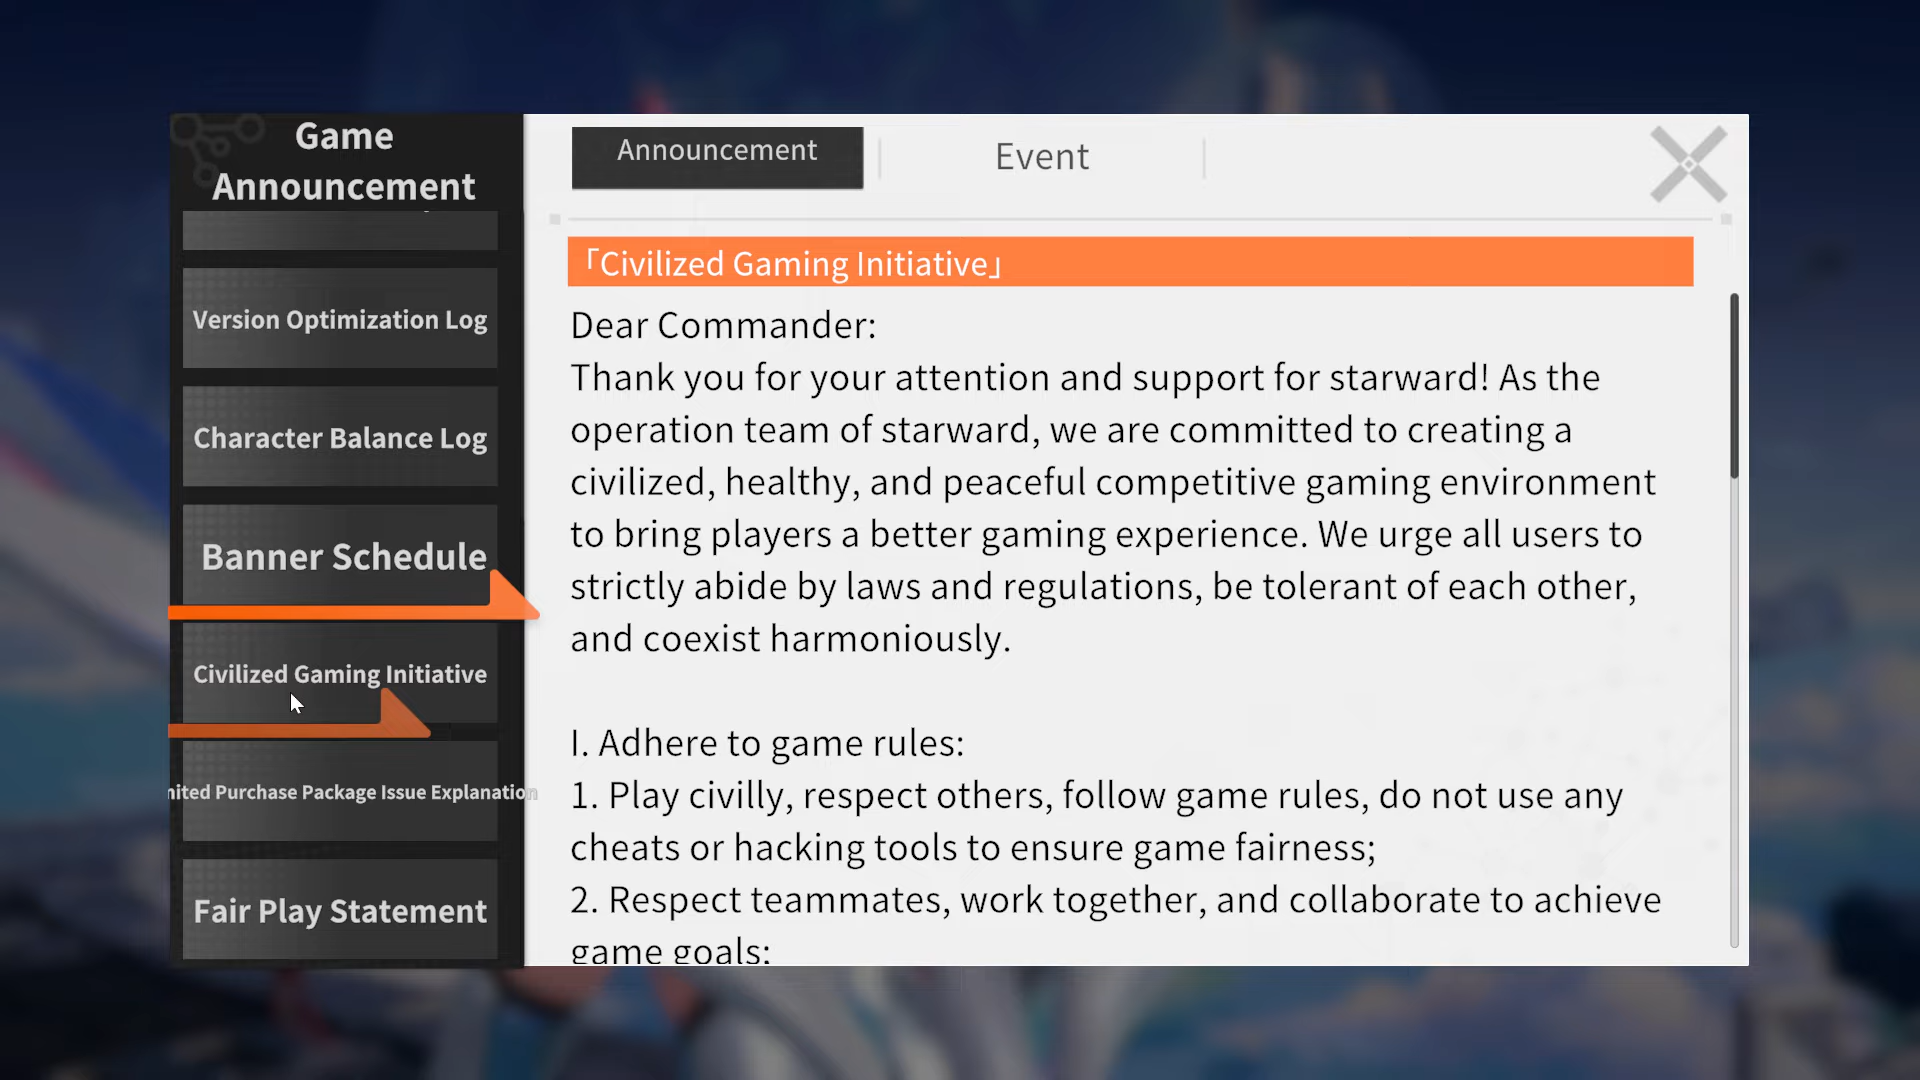 Game
Announcement
Version Optimization Log
Character Balance Log
Banner Schedule
Civilized Gaming Initiative
Purchase Package Issue Explanation
Fair Play Statement
Announcement
Event
「Civilized Gaming Initiative」
Dear Commander:
Thank you for your attention and support for starward! As the
operation team of starward, we are committed to creating a
civilized, healthy, and peaceful competitive gaming environment
to bring players a better gaming experience. We urge all users to
strictly abide by laws and regulations, be tolerant of each other,
and coexist harmoniously.
I. Adhere to game rules:
1. Play civilly, respect others, follow game rules, do not use any
cheats or hacking tools to ensure game fairness;
2. Respect teammates, work together, and collaborate to achieve
game goals;